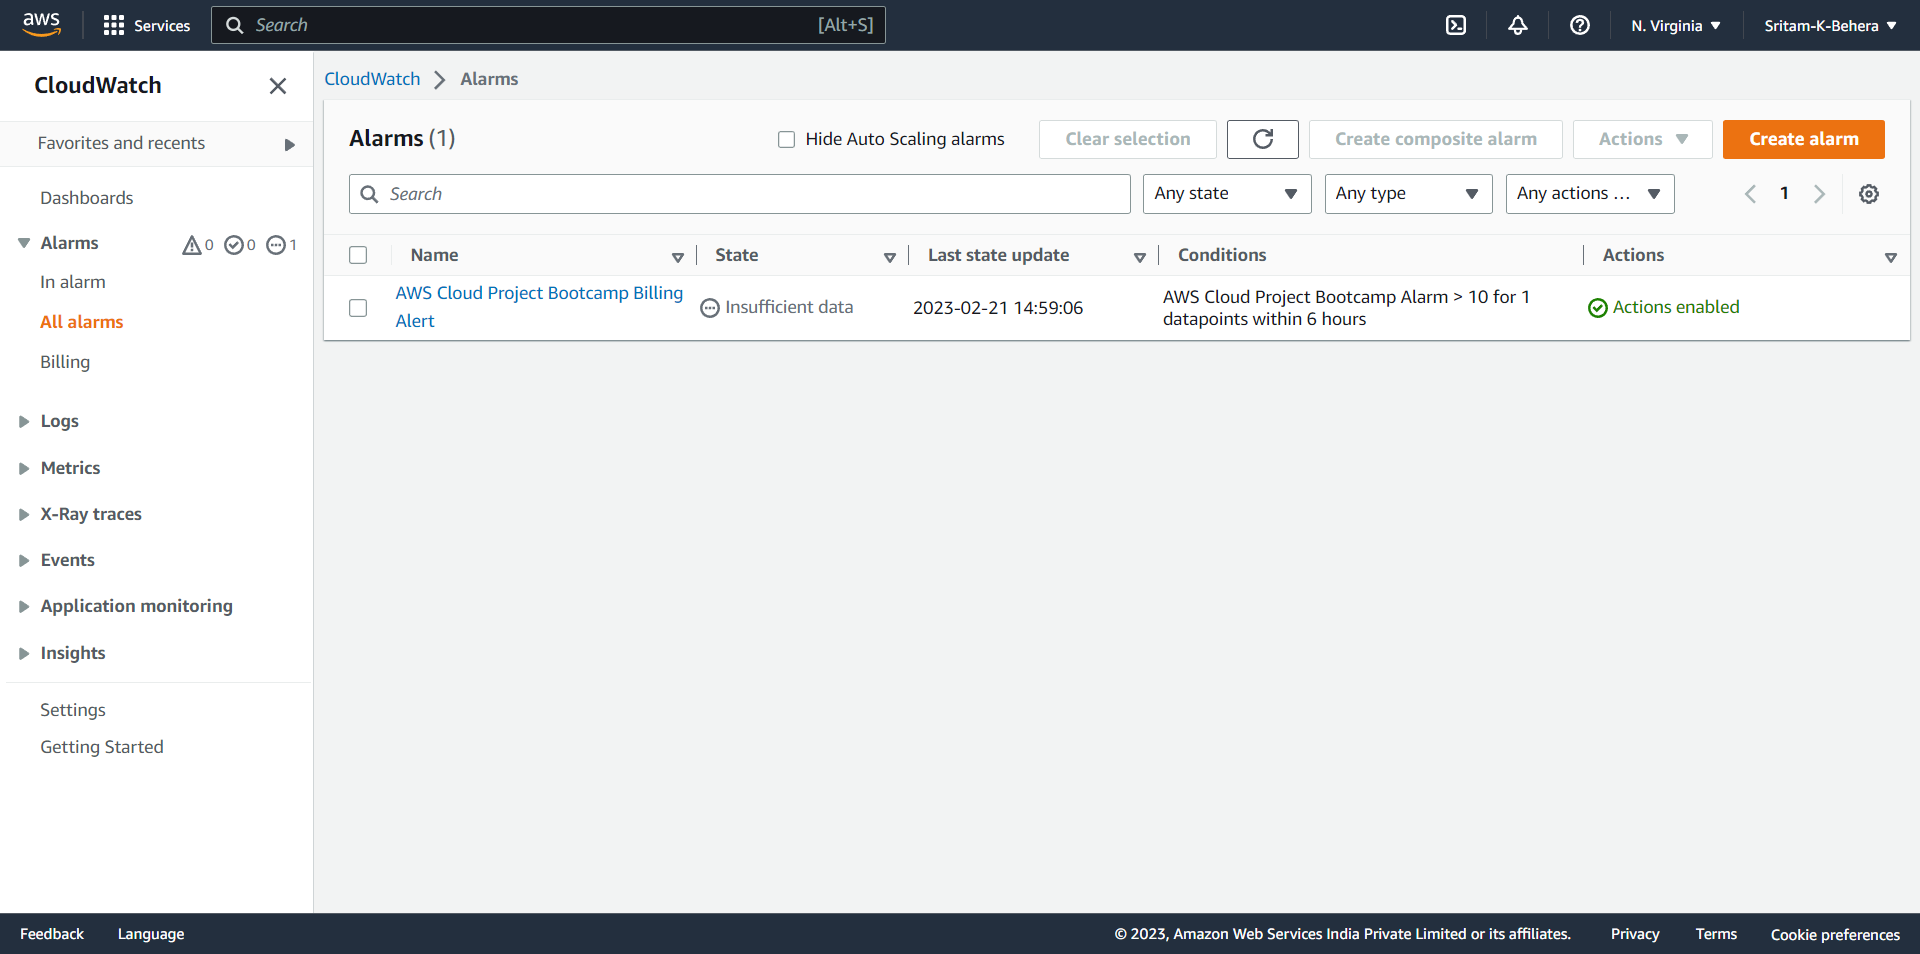 aws
Services
Search
[Alt+S]
N. Virginia
Sritam-K-Behera
CloudWatch
Favorites and recents
Dashboards
Alarms
0
0
1
In alarm
All alarms
Billing
Logs
Metrics
X-Ray traces
Events
Application monitoring
Insights
Settings
Getting Started
CloudWatch
Alarms
Alarms (1)
Hide Auto Scaling alarms
Clear selection
Create composite alarm
Actions
Create alarm
Search
Any state
Any type
Any actions ...
1
Name
State
Last state update
Conditions
Actions
AWS Cloud Project Bootcamp Billing
Alert
Insufficient data
2023-02-21 14:59:06
AWS Cloud Project Bootcamp Alarm > 10 for 1
datapoints within 6 hours
Actions enabled
Feedback
Language
© 2023, Amazon Web Services India Private Limited or its affiliates.
Privacy
Terms
Cookie preferences